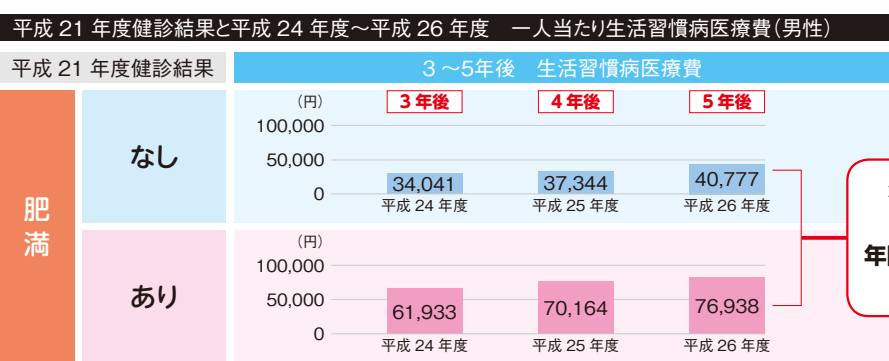 平成 21 年度健診結果と平成 24 年度～平成 26 年度　一人当たり生活習慣病医療費（男性）
平成 21 年度健診結果
3～5年後　生活習慣病医療費
肥満
なし
（円）
3年後
4年後
5年後
100,000
50,000
0
34,041
37,344
40,777
平成 24 年度
平成 25 年度
平成 26 年度
あり
（円）
100,000
50,000
0
61,933
70,164
76,938
平成 24 年度
平成 25 年度
平成 26 年度